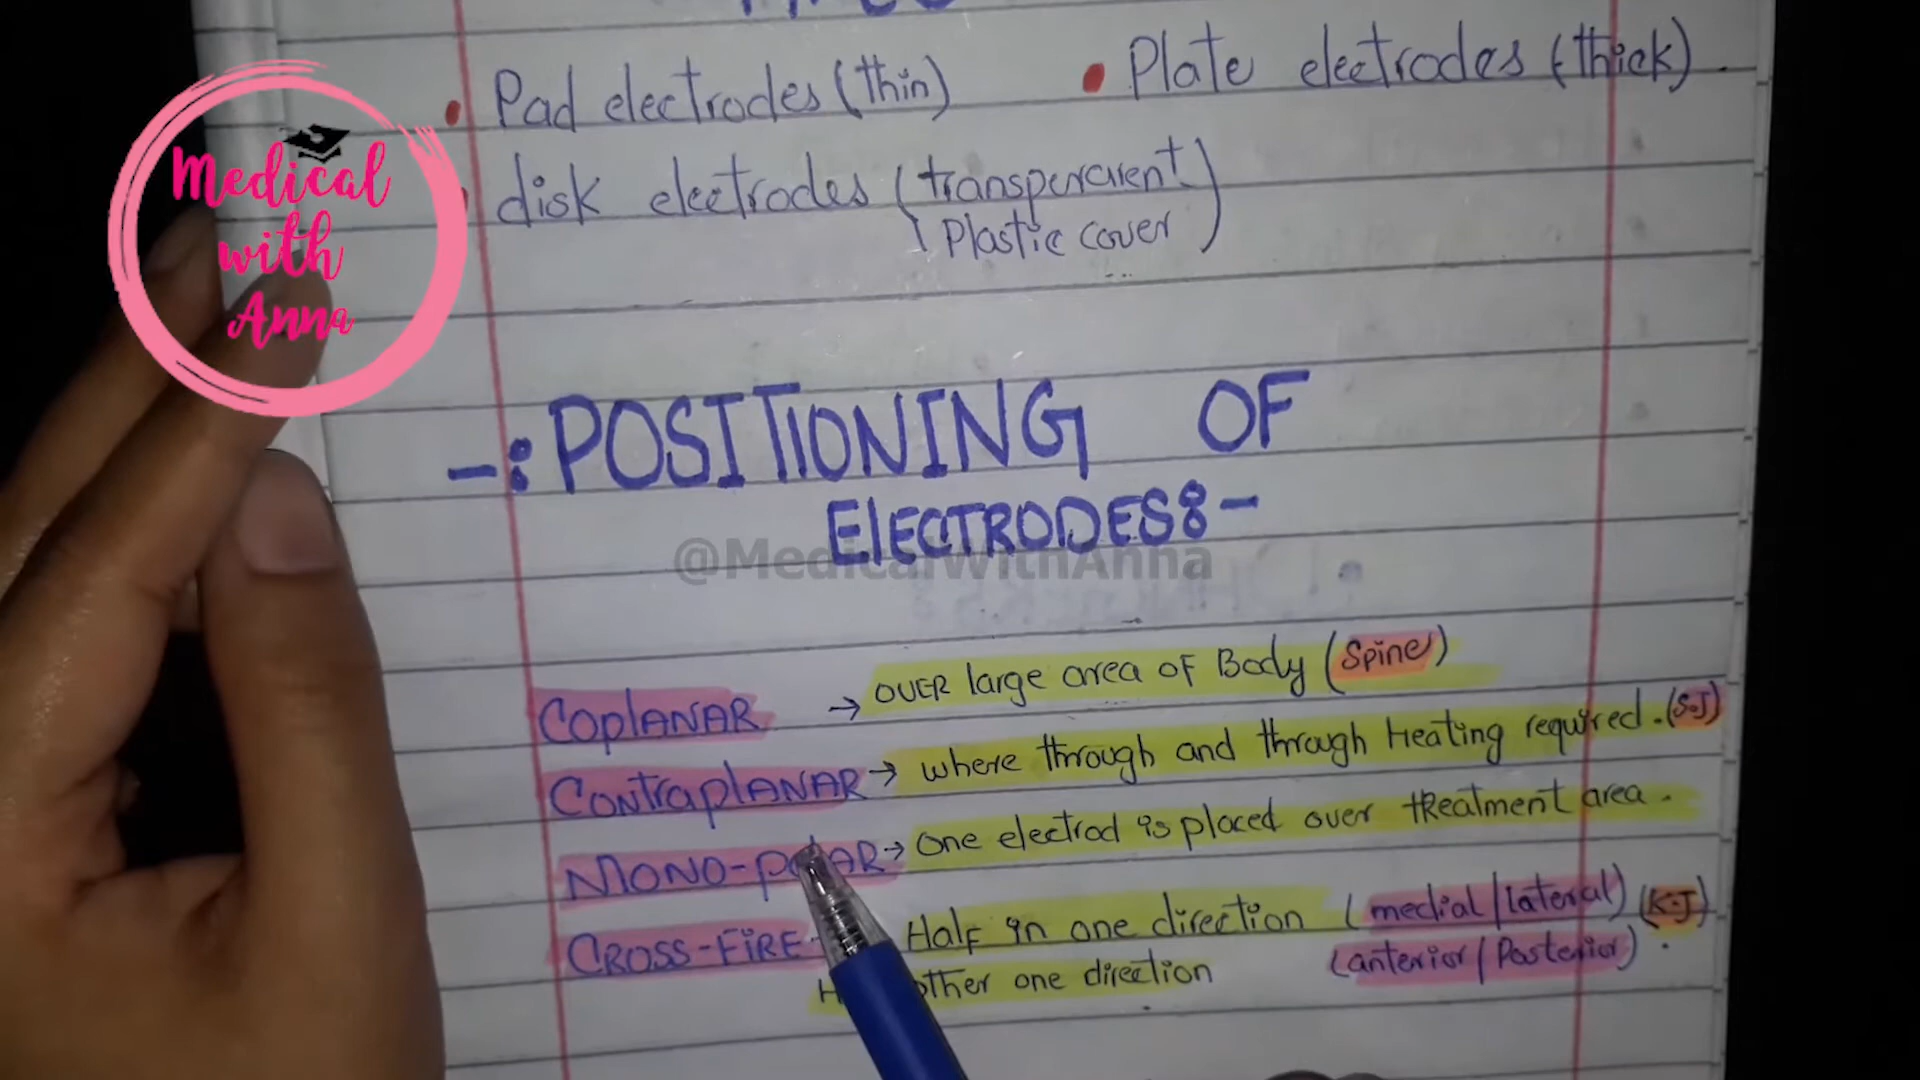 • Pad electrodes (thin) • Plate electrodes (thick).
disk electrodes (transperarent
Plastic cover)
Medical
with
Anna
-: POSITIONING OF
ElECTRODES:-
@MedicalWithAnna
COplANAR → OVER large area of Body (Spine)
ContraplANAR → where through and through Heating required. (S.J)
MONO-POLAR → One electrod is placed over tReatment area.
CROSS-FiRE - Half in one direction (medial/Lateral) (K.J)
other one direction (anterior/Posterior).